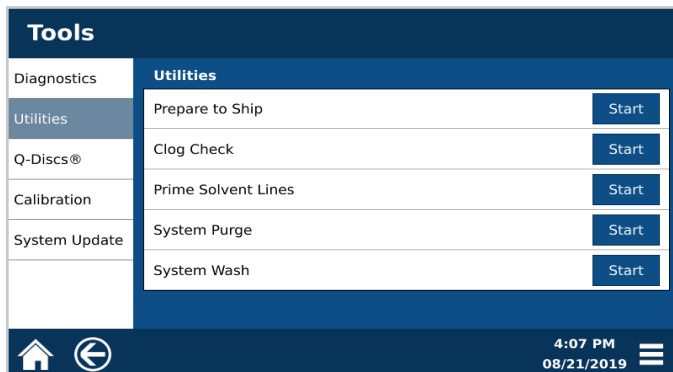 Tools
Diagnostics
Utilities
Q-Discs®
Calibration
System Update
Utilities
Prepare to Ship Start
Clog Check Start
Prime Solvent Lines Start
System Purge Start
System Wash Start
4:07 PM
08/21/2019